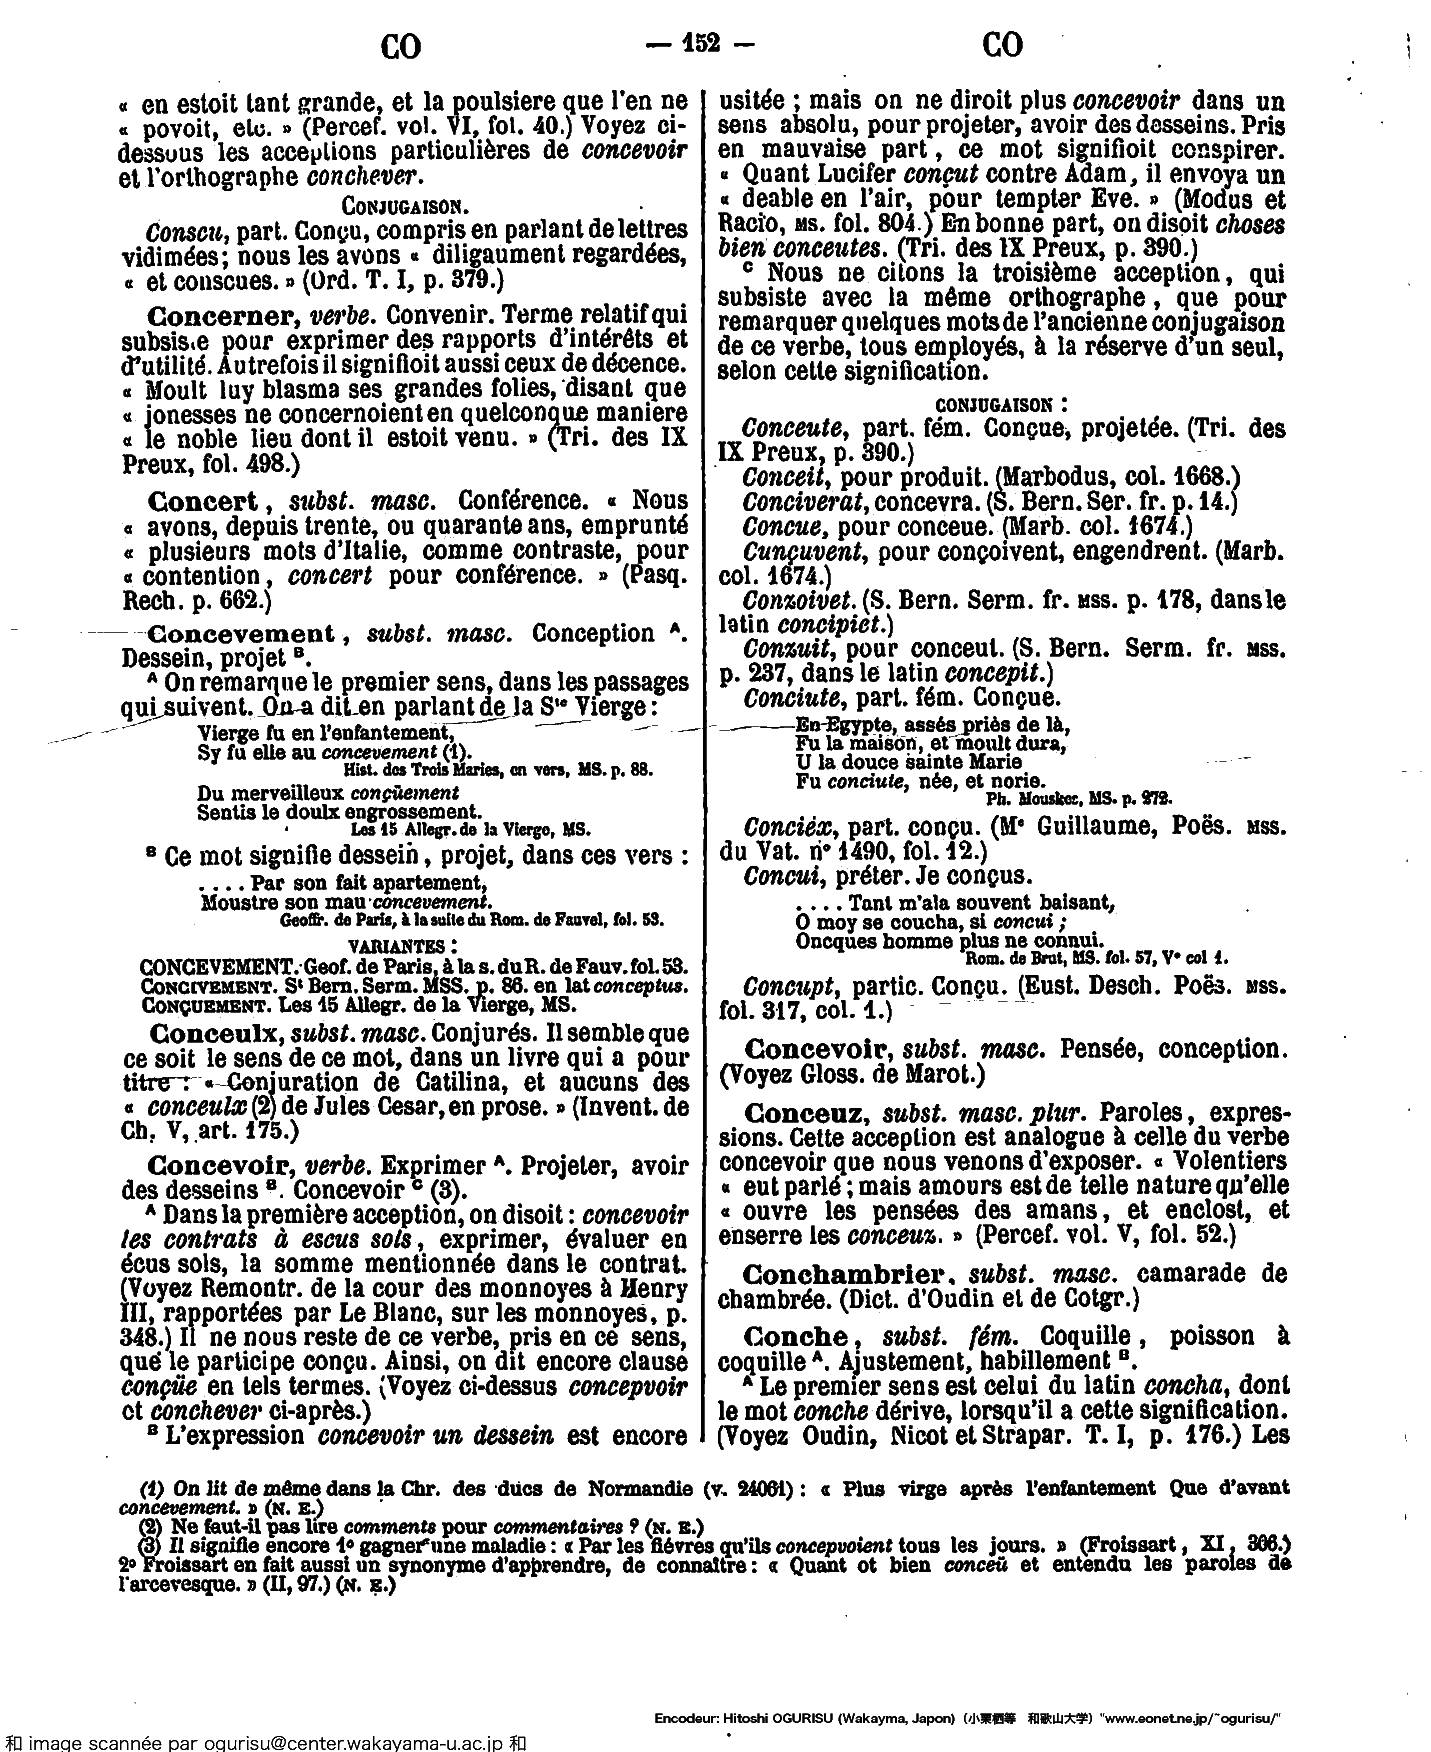 CO — 152 — CO
« en estoit tant grande, et la poulsiere que l'en ne
« povoit, etc. » (Percef. vol. VI, fol. 40.) Voyez ci-
dessous les acceptions particulières de concevoir
et l'orthographe conchever.
CONJUGAISON.
Conscu, part. Conçu, compris en parlant de lettres
vidimées; nous les avons « diligaument regardées,
« et conscues. » (Ord. T. I, p. 379.)
Concerner, verbe. Convenir. Terme relatif qui
subsiste pour exprimer des rapports d'intérêts et
d'utilité. Autrefois il signifioit aussi ceux de décence.
« Moult luy blasma ses grandes folies, disant que
« jonesses ne concernoient en quelconque maniere
« le noble lieu dont il estoit venu. » (Tri. des IX
Preux, fol. 498.)
Concert, subst. masc. Conférence. « Nous
« avons, depuis trente, ou quarante ans, emprunté
« plusieurs mots d'Italie, comme contraste, pour
« contention, concert pour conférence. » (Pasq.
Rech. p. 662.)
Concevement, subst. masc. Conception A.
Dessein, projet B.
A On remarque le premier sens, dans les passages
qui suivent. On a dit en parlant de la Ste Vierge :
Vierge fu en l'enfantement,
Sy fu elle au concevement (1).
Hist. des Trois Maries, en vers, MS. p. 88.
Du merveilleux conçüement
Sentis le doulx engrossement.
Les 15 Allegr. de la Vierge, MS.
B Ce mot signifie dessein, projet, dans ces vers :
.... Par son fait apartement,
Moustre son mau concevement.
Geoffr. de Paris, à la suite du Rom. de Fauvel, fol. 53.
VARIANTES :
CONCEVEMENT. Geof. de Paris, à la s. du R. de Fauv. fol. 53.
CONCIVEMENT. St Bern. Serm. MSS. p. 86. en lat conceptus.
CONÇUEMENT. Les 15 Allegr. de la Vierge, MS.
Conceulx, subst. masc. Conjurés. Il semble que
ce soit le sens de ce mot, dans un livre qui a pour
titre : « Conjuration de Catilina, et aucuns des
« conceulx (2) de Jules Cesar, en prose. » (Invent. de
Ch. V, art. 175.)
Concevoir, verbe. Exprimer A. Projeter, avoir
des desseins B. Concevoir C (3).
A Dans la première acception, on disoit : concevoir
les contrats à escus sols, exprimer, évaluer en
écus sols, la somme mentionnée dans le contrat.
(Voyez Remontr. de la cour des monnoyes à Henry
III, rapportées par Le Blanc, sur les monnoyes, p.
348.) Il ne nous reste de ce verbe, pris en ce sens,
que le participe conçu. Ainsi, on dit encore clause
conçüe en tels termes. (Voyez ci-dessus concepvoir
et conchever ci-après.)
B L'expression concevoir un dessein est encore
usitée ; mais on ne diroit plus concevoir dans un
sens absolu, pour projeter, avoir des desseins. Pris
en mauvaise part, ce mot signifioit conspirer.
« Quant Lucifer conçut contre Adam, il envoya un
« deable en l'air, pour tempter Eve. » (Modus et
Racio, MS. fol. 804.) En bonne part, on disoit choses
bien conceutes. (Tri. des IX Preux, p. 390.)
C Nous ne citons la troisième acception, qui
subsiste avec la même orthographe, que pour
remarquer quelques mots de l'ancienne conjugaison
de ce verbe, tous employés, à la réserve d'un seul,
selon cette signification.
CONJUGAISON :
Conceute, part. fém. Conçue, projetée. (Tri. des
IX Preux, p. 390.)
Conceit, pour produit. (Marbodus, col. 1668.)
Conciverat, concevra. (S. Bern. Ser. fr. p. 14.)
Concue, pour conceue. (Marb. col. 1674.)
Cunçuvent, pour conçoivent, engendrent. (Marb.
col. 1674.)
Conzoivet. (S. Bern. Serm. fr. MSS. p. 178, dans le
latin concipiet.)
Conzuit, pour conceut. (S. Bern. Serm. fr. MSS.
p. 237, dans le latin concepit.)
Conciute, part. fém. Conçue.
En Egypte, assés priès de là,
Fu la maison, et moult dura,
U la douce sainte Marie
Fu conciute, née, et norie.
Ph. Mouskes, MS. p. 272.
Conciéx, part. conçu. (Me Guillaume, Poës. MSS.
du Vat. n° 1490, fol. 12.)
Concui, préter. Je conçus.
.... Tant m'ala souvent baisant,
O moy se coucha, si concui ;
Oncques homme plus ne connui.
Rom. de Brut, MS. fol. 57, V° col 1.
Concupt, partic. Conçu. (Eust. Desch. Poës. MSS.
fol. 317, col. 1.)
Concevoir, subst. masc. Pensée, conception.
(Voyez Gloss. de Marot.)
Conceuz, subst. masc. plur. Paroles, expres-
sions. Cette acception est analogue à celle du verbe
concevoir que nous venons d'exposer. « Volentiers
« eut parlé ; mais amours est de telle nature qu'elle
« ouvre les pensées des amans, et enclost, et
enserre les conceuz. » (Percef. vol. V, fol. 52.)
Conchambrier, subst. masc. camarade de
chambrée. (Dict. d'Oudin et de Cotgr.)
Conche, subst. fém. Coquille, poisson à
coquille A. Ajustement, habillement B.
A Le premier sens est celui du latin concha, dont
le mot conche dérive, lorsqu'il a cette signification.
(Voyez Oudin, Nicot et Strapar. T. I, p. 176.) Les
(1) On lit de même dans la Chr. des ducs de Normandie (v. 24061) : « Plus virge après l'enfantement Que d'avant
concevement. » (N. E.)
(2) Ne faut-il pas lire comments pour commentaires ? (N. E.)
(3) Il signifie encore 1° gagner une maladie : « Par les fièvres qu'ils concepvoient tous les jours. » (Froissart, XI, 366.)
2° Froissart en fait aussi un synonyme d'apprendre, de connaître : « Quant ot bien conceü et entendu les paroles de
l'arcevesque. » (II, 97.) (N. E.)
Encodeur: Hitoshi OGURISU (Wakayma, Japon) (小栗栖等 和歌山大学) "www.eonet.ne.jp/~ogurisu/"
和 image scannée par ogurisu@center.wakayama-u.ac.jp 和